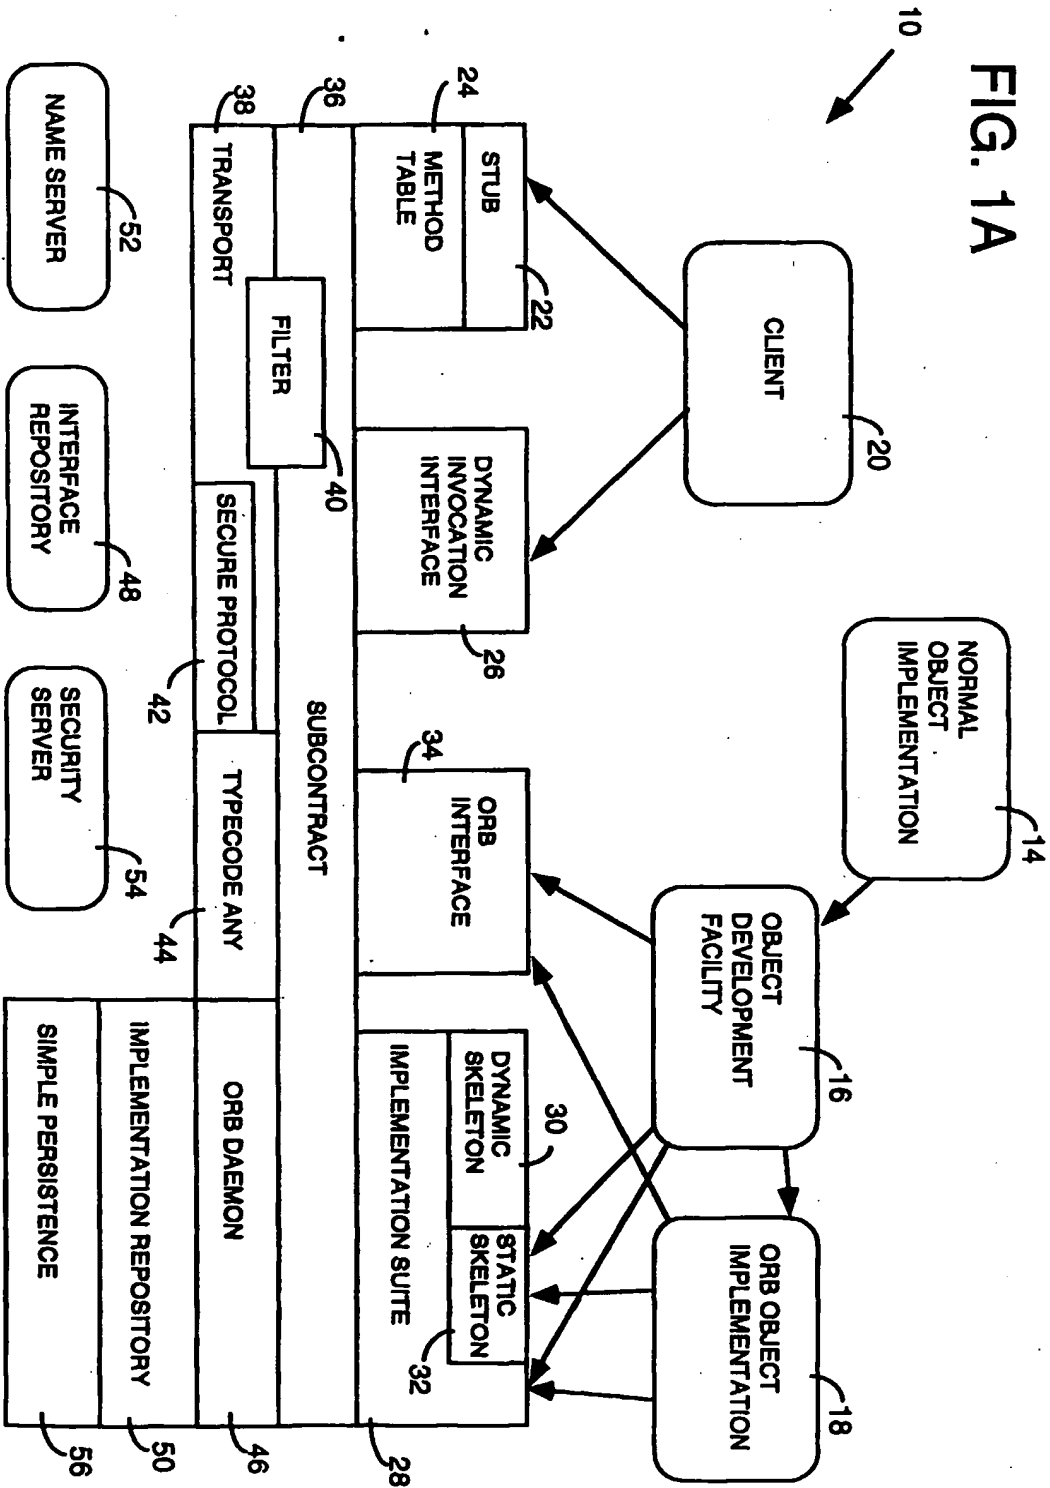 FIG. 1A
10
CLIENT
20
NORMAL
OBJECT
IMPLEMENTATION
14
OBJECT
DEVELOPMENT
FACILITY
16
ORB OBJECT
IMPLEMENTATION
18
STUB
22
24
METHOD
TABLE
DYNAMIC
INVOCATION
INTERFACE
26
34
ORB
INTERFACE
30
DYNAMIC
SKELETON
STATIC
SKELETON
32
IMPLEMENTATION SUITE
28
36
SUBCONTRACT
FILTER
40
38
TRANSPORT
SECURE PROTOCOL
42
TYPECODE ANY
44
ORB DAEMON
46
IMPLEMENTATION REPOSITORY
50
SIMPLE PERSISTENCE
56
NAME SERVER
52
INTERFACE
REPOSITORY
48
SECURITY
SERVER
54